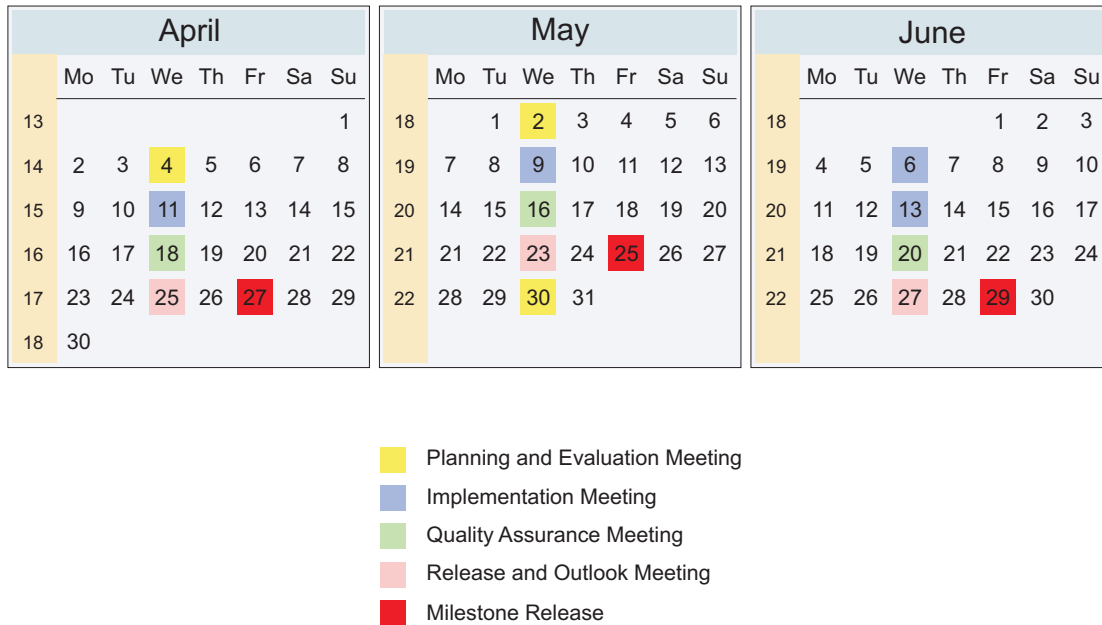 April
Mo Tu We Th Fr Sa Su
13 1
14 2 3 4 5 6 7 8
15 9 10 11 12 13 14 15
16 16 17 18 19 20 21 22
17 23 24 25 26 27 28 29
18 30
May
Mo Tu We Th Fr Sa Su
18 1 2 3 4 5 6
19 7 8 9 10 11 12 13
20 14 15 16 17 18 19 20
21 21 22 23 24 25 26 27
22 28 29 30 31
June
Mo Tu We Th Fr Sa Su
18 1 2 3
19 4 5 6 7 8 9 10
20 11 12 13 14 15 16 17
21 18 19 20 21 22 23 24
22 25 26 27 28 29 30
Planning and Evaluation Meeting
Implementation Meeting
Quality Assurance Meeting
Release and Outlook Meeting
Milestone Release